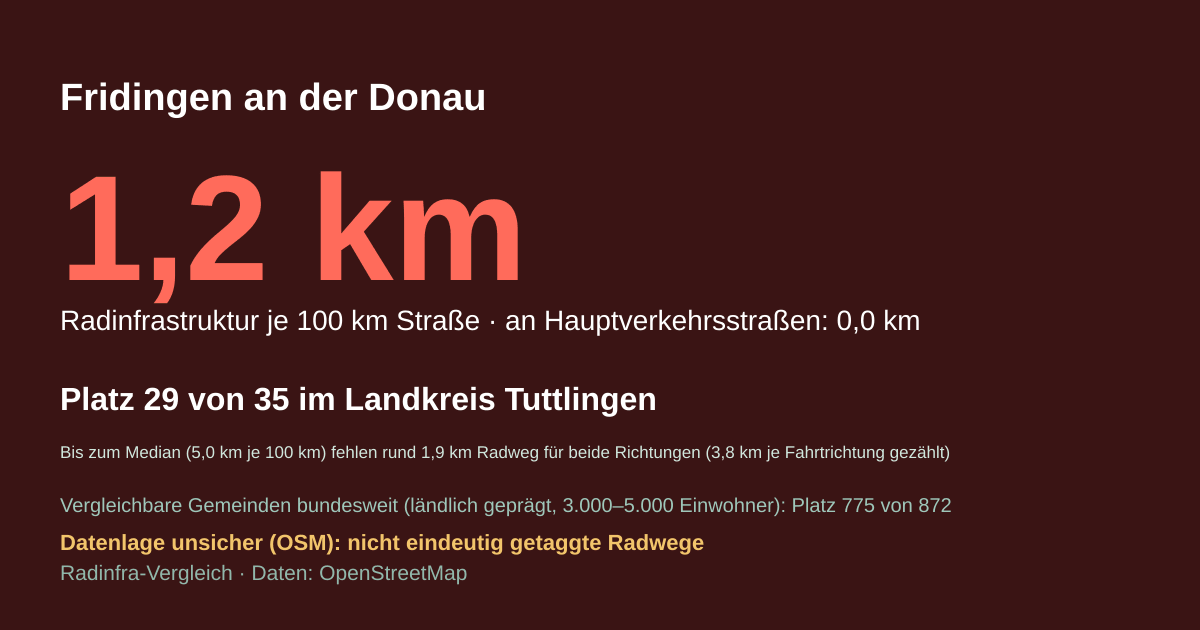 Fridingen an der Donau
1,2 km
Radinfrastruktur je 100 km Straße · an Hauptverkehrsstraßen: 0,0 km
Platz 29 von 35 im Landkreis Tuttlingen
Bis zum Median (5,0 km je 100 km) fehlen rund 1,9 km Radweg für beide Richtungen (3,8 km je Fahrtrichtung gezählt)
Vergleichbare Gemeinden bundesweit (ländlich geprägt, 3.000–5.000 Einwohner): Platz 775 von 872
Datenlage unsicher (OSM): nicht eindeutig getaggte Radwege
Radinfra-Vergleich · Daten: OpenStreetMap